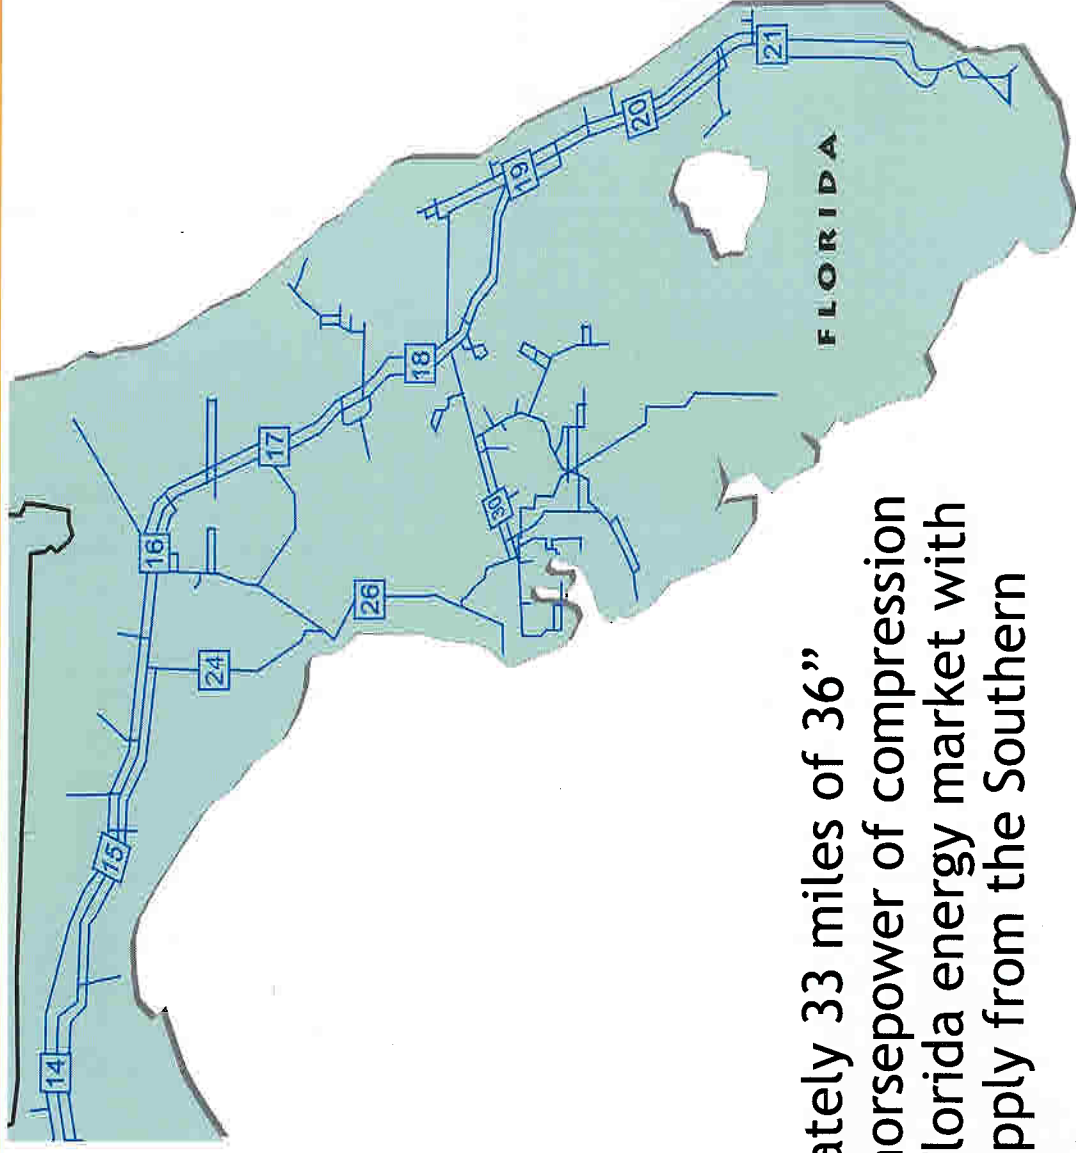 14
15
16
17
18
19
20
21
24
26
30
FLORIDA
ately 33 miles of 36”
horsepower of compression
lorida energy market with
pply from the Southern